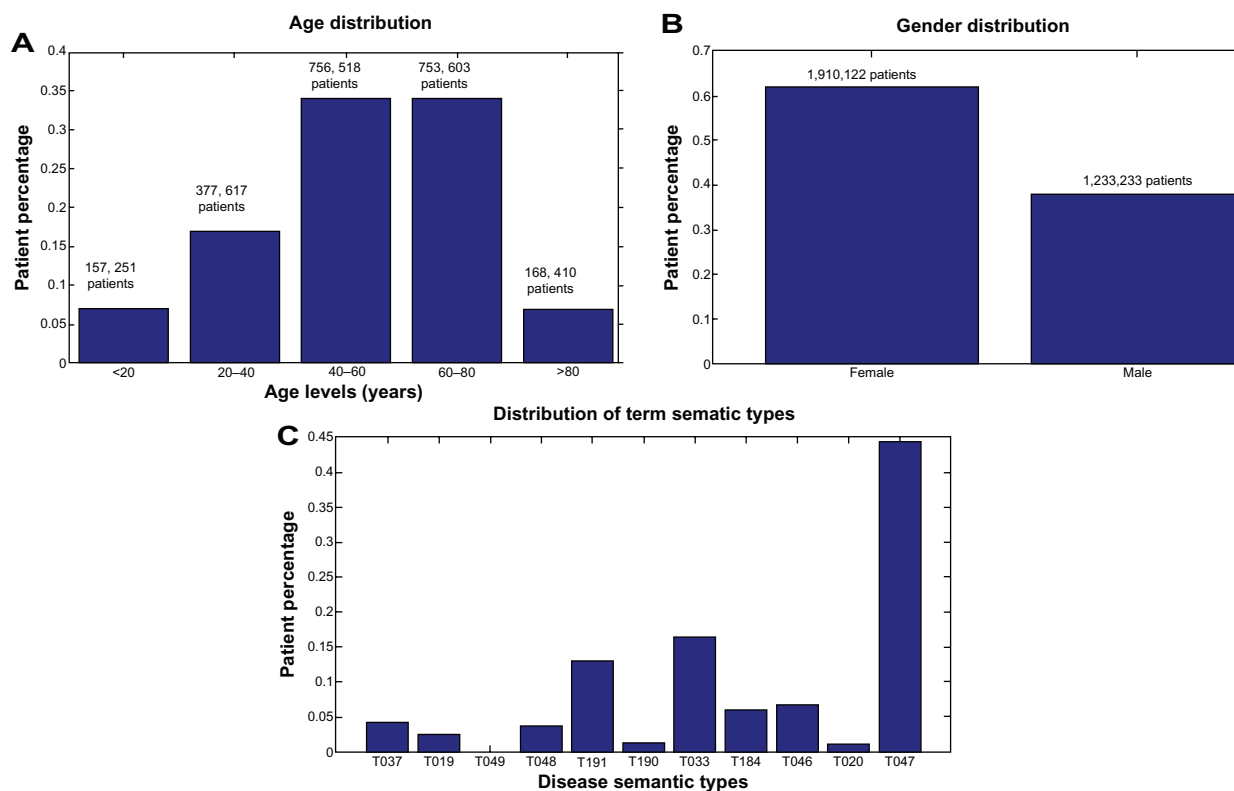 A
Age distribution
Patient percentage
0.4
0.35
0.3
0.25
0.2
0.15
0.1
0.05
0
157, 251
patients
377, 617
patients
756, 518
patients
753, 603
patients
168, 410
patients
<20
20–40
40–60
60–80
>80
Age levels (years)
B
Gender distribution
Patient percentage
0.7
0.6
0.5
0.4
0.3
0.2
0.1
0
1,910,122 patients
1,233,233 patients
Female
Male
C
Distribution of term sematic types
Patient percentage
0.45
0.4
0.35
0.3
0.25
0.2
0.15
0.1
0.05
0
T037
T019
T049
T048
T191
T190
T033
T184
T046
T020
T047
Disease semantic types